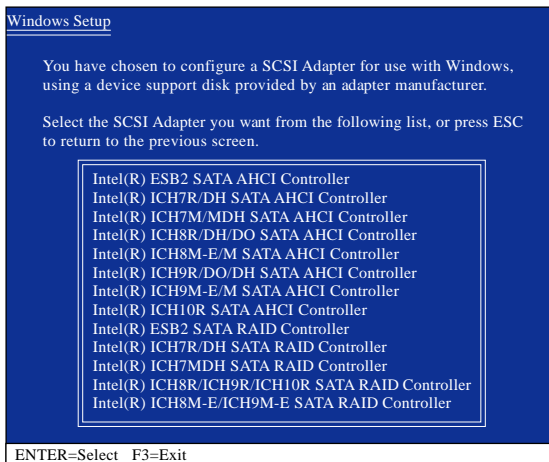 Windows Setup
You have chosen to configure a SCSI Adapter for use with Windows,
using a device support disk provided by an adapter manufacturer.
Select the SCSI Adapter you want from the following list, or press ESC
to return to the previous screen.
Intel(R) ESB2 SATA AHCI Controller
Intel(R) ICH7R/DH SATA AHCI Controller
Intel(R) ICH7M/MDH SATA AHCI Controller
Intel(R) ICH8R/DH/DO SATA AHCI Controller
Intel(R) ICH8M-E/M SATA AHCI Controller
Intel(R) ICH9R/DO/DH SATA AHCI Controller
Intel(R) ICH9M-E/M SATA AHCI Controller
Intel(R) ICH10R SATA AHCI Controller
Intel(R) ESB2 SATA RAID Controller
Intel(R) ICH7R/DH SATA RAID Controller
Intel(R) ICH7MDH SATA RAID Controller
Intel(R) ICH8R/ICH9R/ICH10R SATA RAID Controller
Intel(R) ICH8M-E/ICH9M-E SATA RAID Controller
ENTER=Select F3=Exit